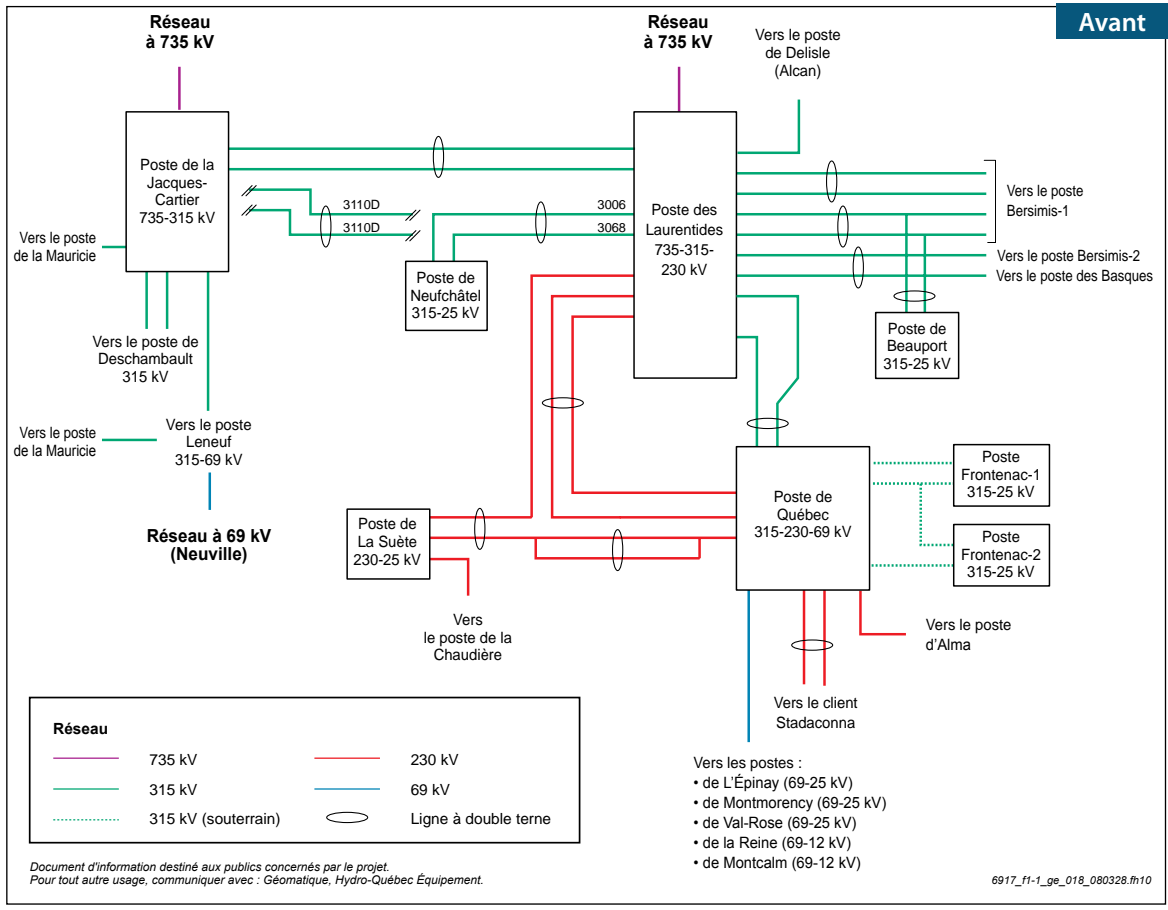 Avant
Réseau
à 735 kV
Réseau
à 735 kV
Vers le poste
de Delisle
(Alcan)
Poste de la
Jacques-
Cartier
735-315 kV
Poste des
Laurentides
735-315-
230 kV
3110D
3110D
3006
3068
Vers le poste
Bersimis-1
Vers le poste Bersimis-2
Vers le poste des Basques
Vers le poste
de la Mauricie
Poste de
Neufchâtel
315-25 kV
Poste de
Beauport
315-25 kV
Vers le poste de
Deschambault
315 kV
Vers le poste
de la Mauricie
Vers le poste
Leneuf
315-69 kV
Réseau à 69 kV
(Neuville)
Poste de
La Suète
230-25 kV
Poste de
Québec
315-230-69 kV
Poste
Frontenac-1
315-25 kV
Poste
Frontenac-2
315-25 kV
Vers
le poste de la
Chaudière
Vers le poste
d'Alma
Vers le client
Stadaconna
Vers les postes :
• de L'Épinay (69-25 kV)
• de Montmorency (69-25 kV)
• de Val-Rose (69-25 kV)
• de la Reine (69-12 kV)
• de Montcalm (69-12 kV)
Réseau
735 kV
230 kV
315 kV
69 kV
315 kV (souterrain)
Ligne à double terne
Document d'information destiné aux publics concernés par le projet.
Pour tout autre usage, communiquer avec : Géomatique, Hydro-Québec Équipement.
6917_f1-1_ge_018_080328.fh10